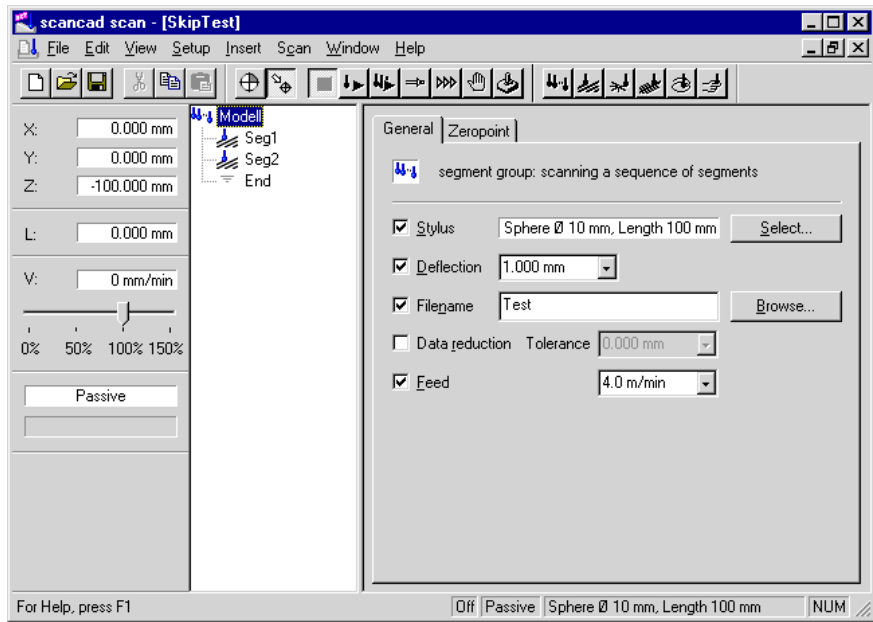 scancad scan - [SkipTest]
File Edit View Setup Insert Scan Window Help
X: 0.000 mm
Y: 0.000 mm
Z: -100.000 mm
L: 0.000 mm
V: 0 mm/min
0% 50% 100% 150%
Passive
Modell
Seg1
Seg2
End
General Zeropoint
segment group: scanning a sequence of segments
Stylus Sphere Ø 10 mm, Length 100 mm Select...
Deflection 1.000 mm
Filename Test Browse...
Data reduction Tolerance 0.000 mm
Feed 4.0 m/min
For Help, press F1 Off Passive Sphere Ø 10 mm, Length 100 mm NUM